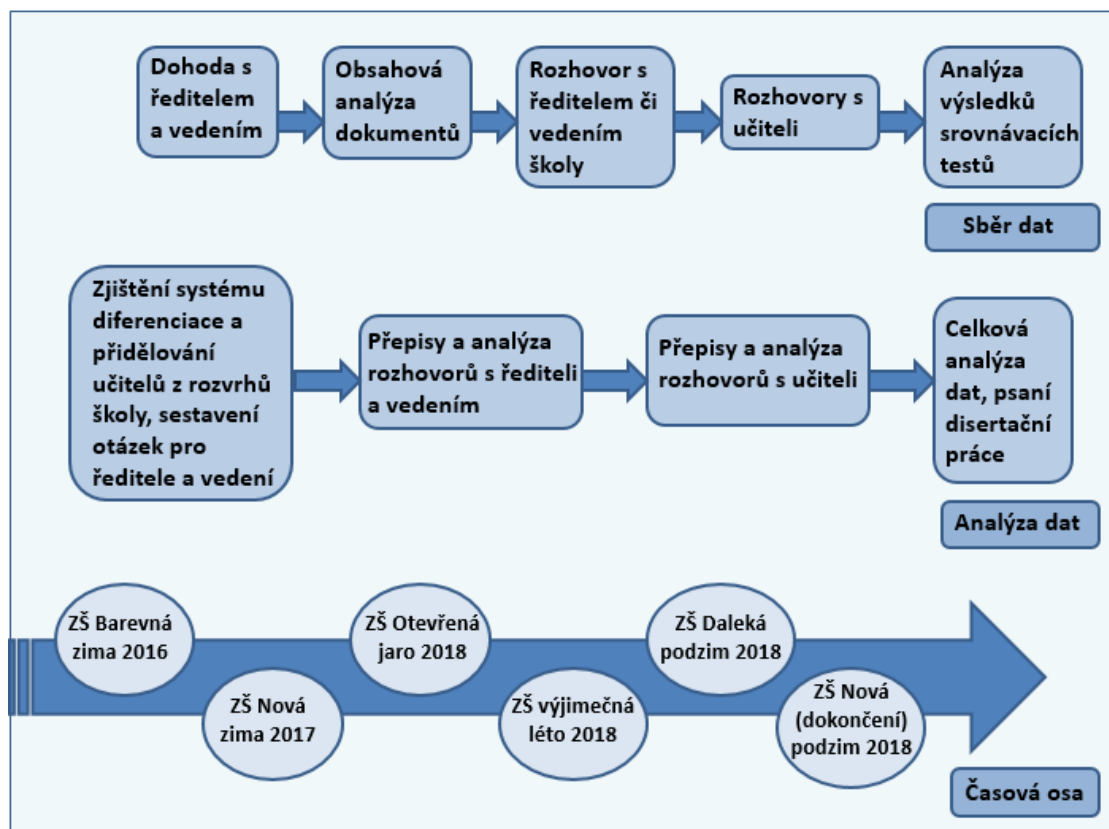 Dohoda s
ředitelem
a vedením
Obsahová
analýza
dokumentů
Rozhovor s
ředitelem či
vedením
školy
Rozhovory s
učiteli
Analýza
výsledků
srovnávacích
testů
Sběr dat
Zjištění systému
diferenciace a
přidělování
učitelů z rozvrhů
školy, sestavení
otázek pro
ředitele a vedení
Přepisy a analýza
rozhovorů s řediteli
a vedením
Přepisy a analýza
rozhovorů s učiteli
Celková
analýza
dat, psaní
disertační
práce
Analýza dat
ZŠ Barevná
zima 2016
ZŠ Nová
zima 2017
ZŠ Otevřená
jaro 2018
ZŠ výjimečná
léto 2018
ZŠ Daleká
podzim 2018
ZŠ Nová
(dokončení)
podzim 2018
Časová osa